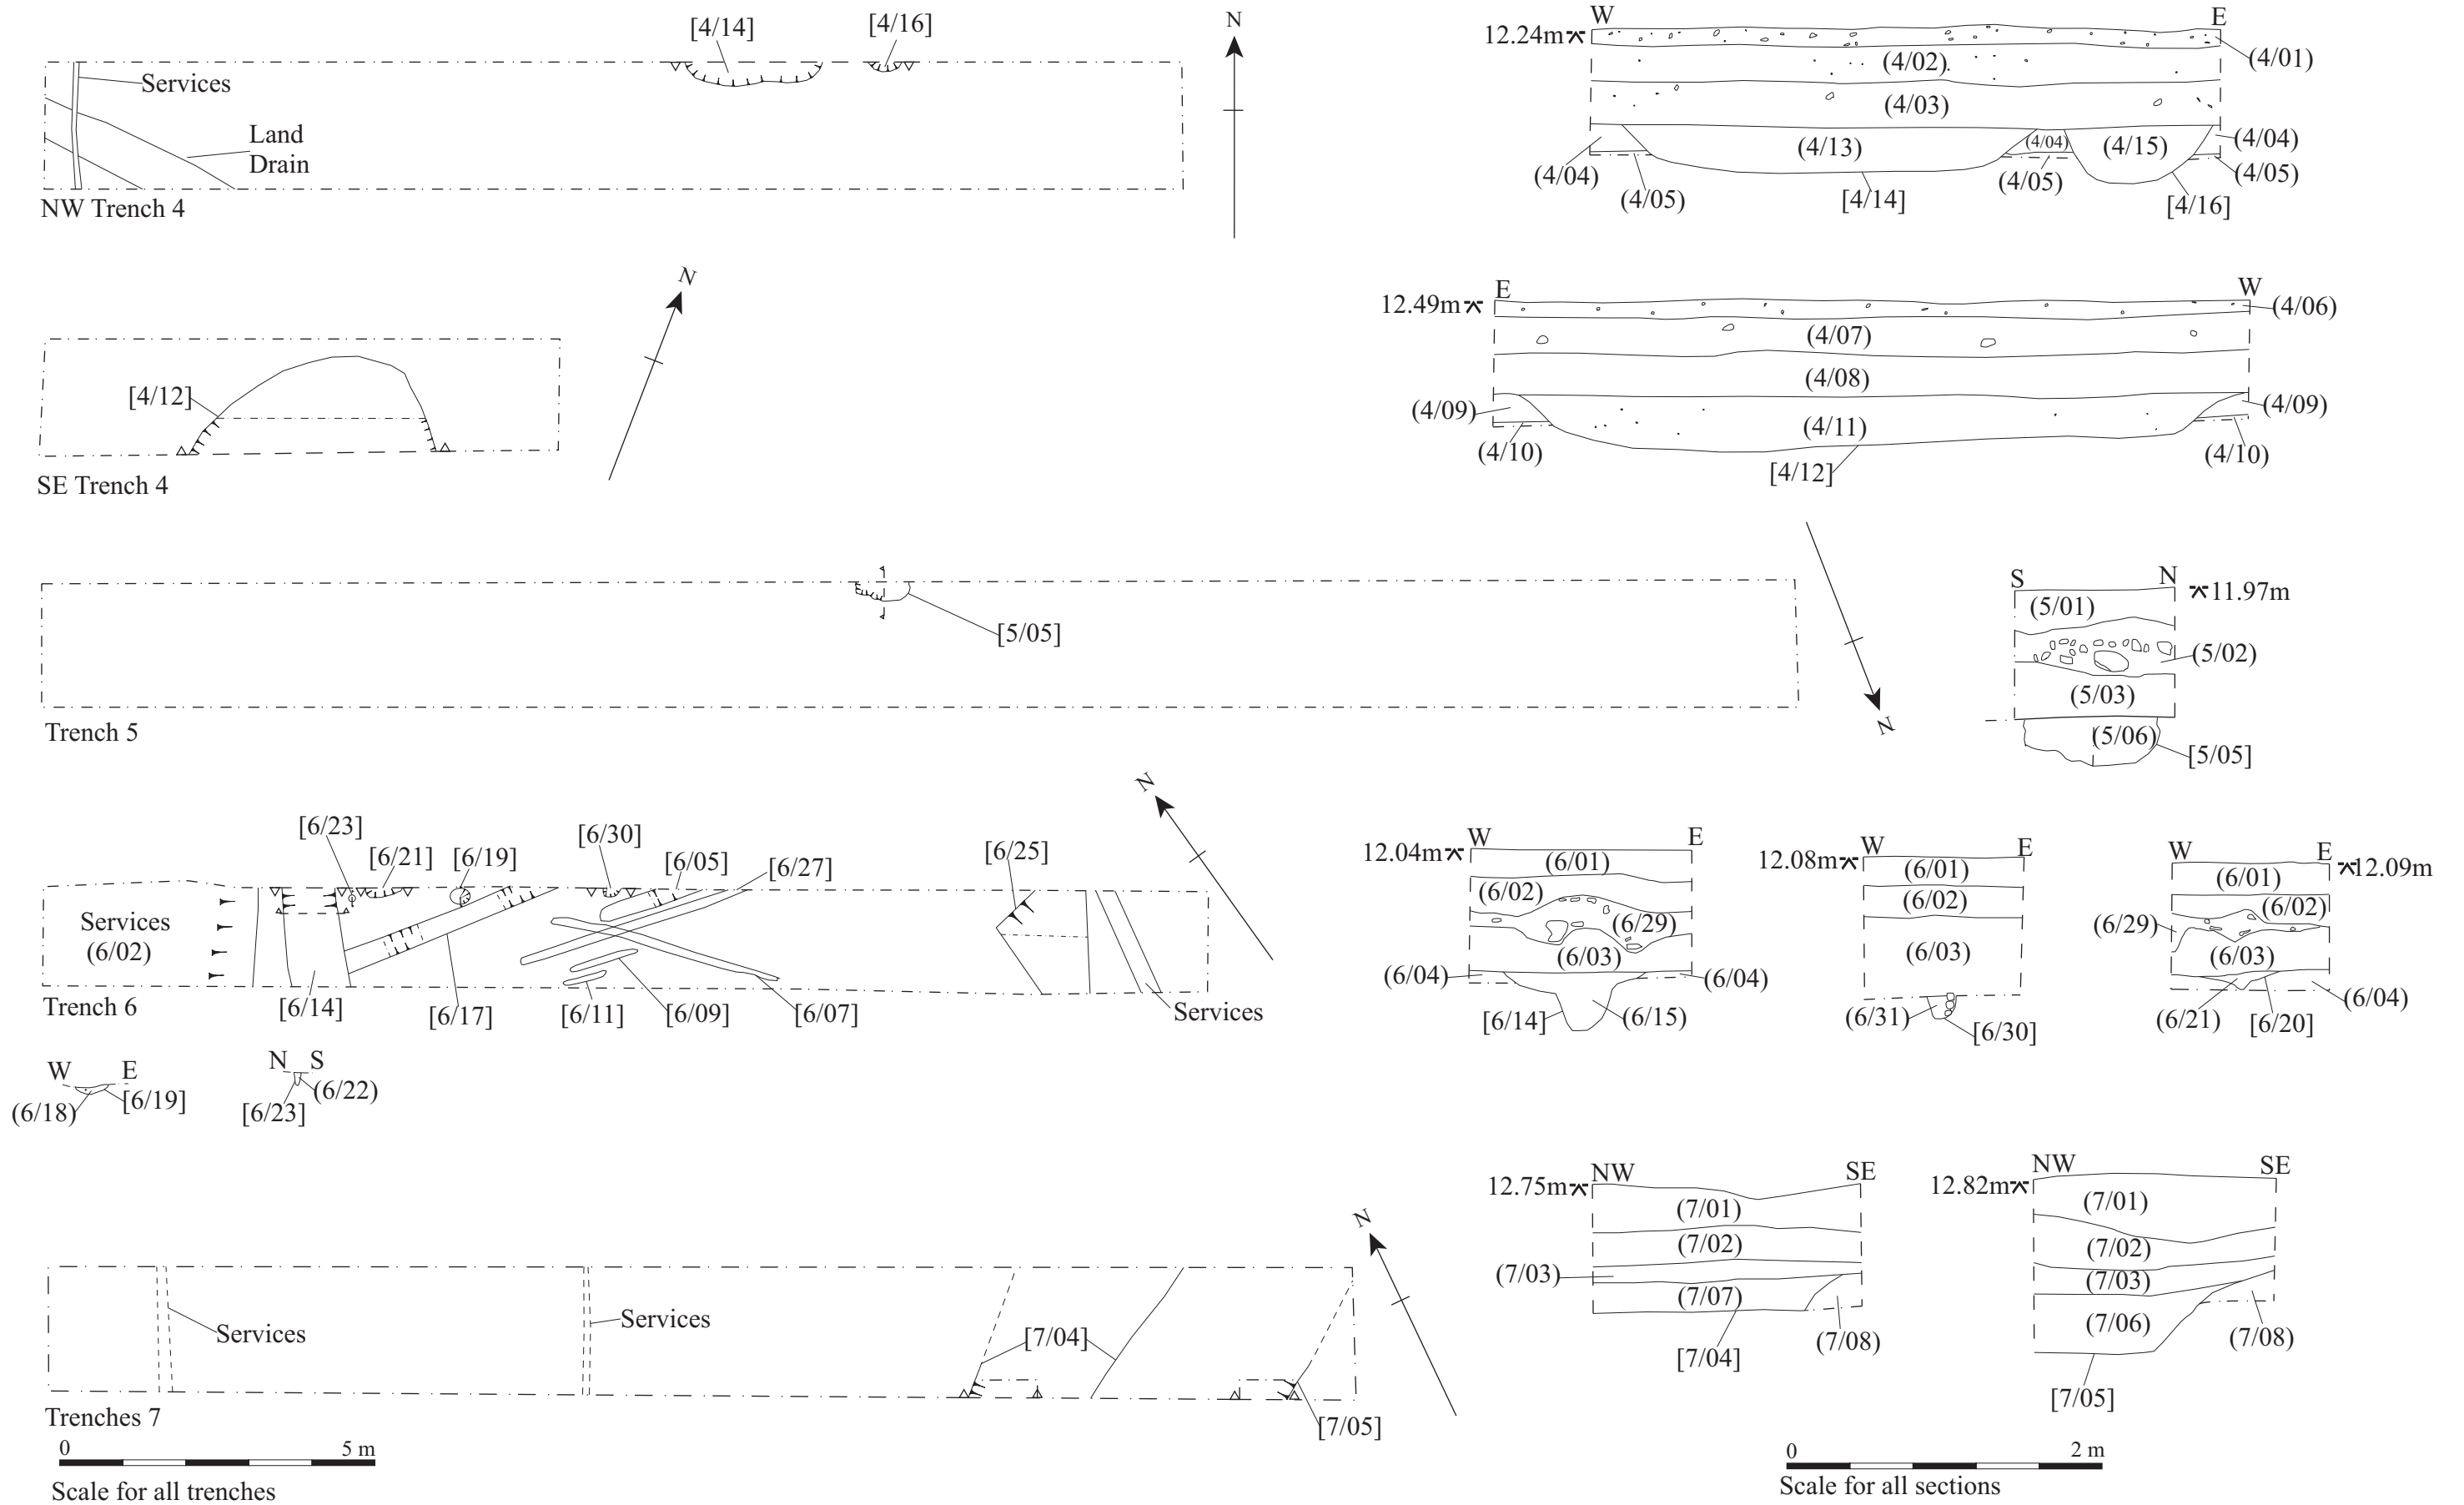 [4/14]
[4/16]
Services
Land
Drain
NW Trench 4
N
W
E
12.24m
(4/01)
(4/02)
(4/03)
(4/04)
(4/13)
(4/04)
(4/15)
(4/04)
(4/05)
(4/05)
(4/05)
[4/14]
[4/16]
[4/12]
SE Trench 4
N
E
W
12.49m
(4/06)
(4/07)
(4/08)
(4/09)
(4/09)
(4/11)
(4/10)
(4/10)
[4/12]
[5/05]
Trench 5
N
S
N
11.97m
(5/01)
(5/02)
(5/03)
(5/06)
[5/05]
[6/23]
[6/21]
[6/19]
[6/30]
[6/05]
[6/27]
[6/25]
N
Services
(6/02)
Trench 6
[6/14]
[6/17]
[6/11]
[6/09]
[6/07]
Services
W
E
(6/18)
[6/19]
N
S
(6/22)
[6/23]
W
E
12.04m
(6/01)
(6/02)
(6/29)
(6/03)
(6/04)
(6/04)
[6/14]
(6/15)
W
E
12.08m
(6/01)
(6/02)
(6/03)
(6/31)
[6/30]
W
E
12.09m
(6/01)
(6/02)
(6/29)
(6/03)
(6/04)
(6/21)
[6/20]
Services
Services
[7/04]
[7/05]
N
Trenches 7
NW
SE
12.75m
(7/01)
(7/02)
(7/03)
(7/07)
(7/08)
[7/04]
NW
SE
12.82m
(7/01)
(7/02)
(7/03)
(7/06)
(7/08)
[7/05]
0
5 m
Scale for all trenches
0
2 m
Scale for all sections